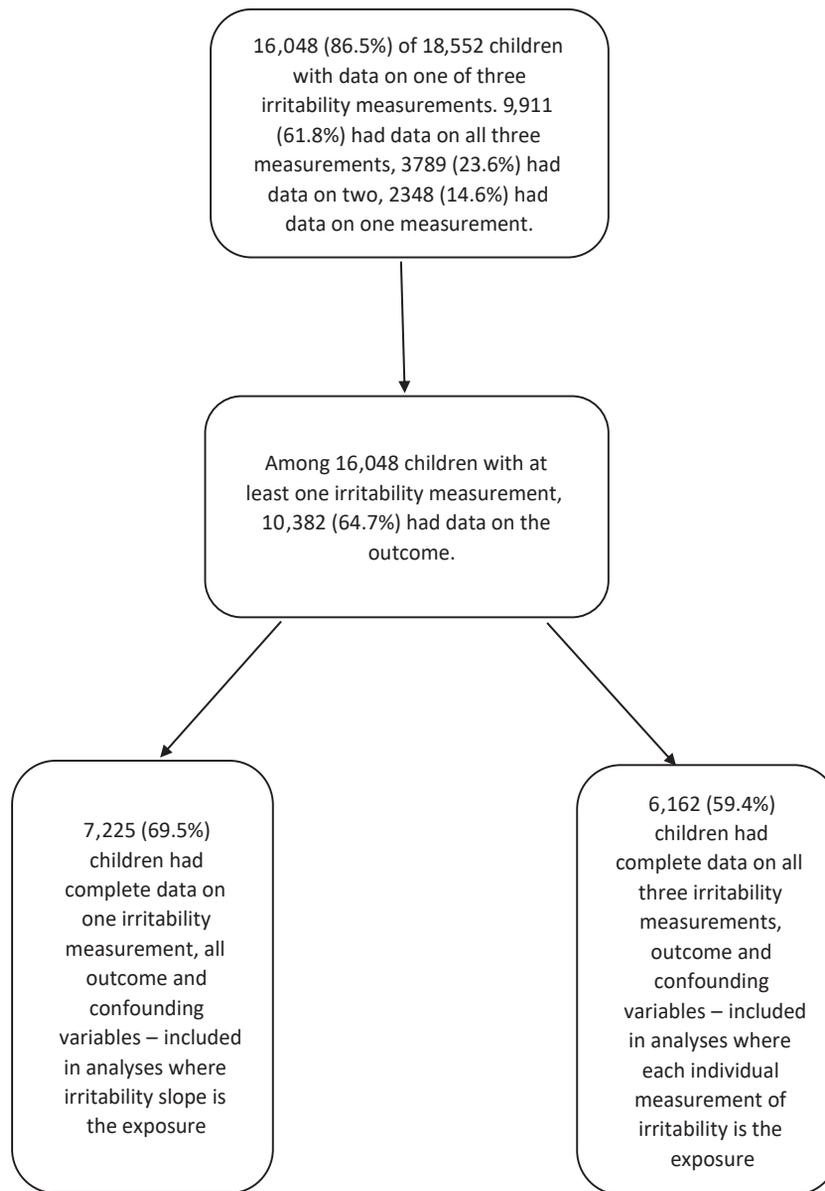 16,048 (86.5%) of 18,552 children
with data on one of three
irritability measurements. 9,911
(61.8%) had data on all three
measurements, 3789 (23.6%) had
data on two, 2348 (14.6%) had
data on one measurement.
Among 16,048 children with at
least one irritability measurement,
10,382 (64.7%) had data on the
outcome.
7,225 (69.5%)
children had
complete data on
one irritability
measurement, all
outcome and
confounding
variables – included
in analyses where
irritability slope is
the exposure
6,162 (59.4%)
children had
complete data on all
three irritability
measurements,
outcome and
confounding
variables – included
in analyses where
each individual
measurement of
irritability is the
exposure